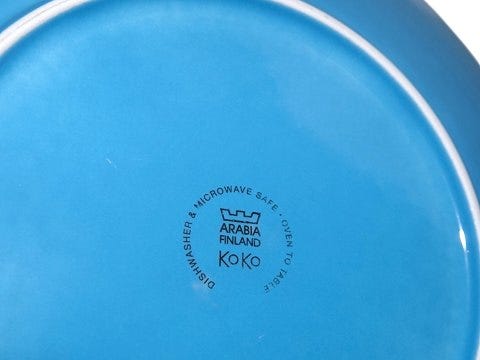 DISHWASHER & MICROWAVE SAFE · OVEN TO TABLE
ARABIA
FINLAND
KoKo